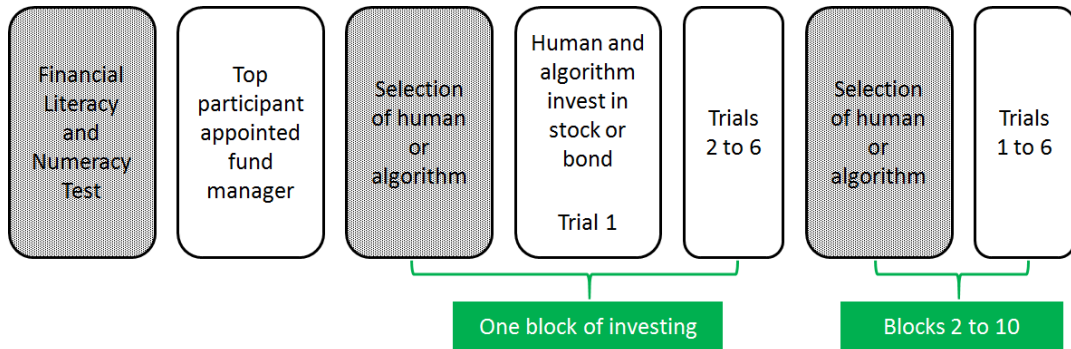 Financial
Literacy
and
Numeracy
Test
Top
participant
appointed
fund
manager
Selection
of human
or
algorithm
Human and
algorithm
invest in
stock or
bond
Trial 1
Trials
2 to 6
Selection
of human
or
algorithm
Trials
1 to 6
One block of investing
Blocks 2 to 10